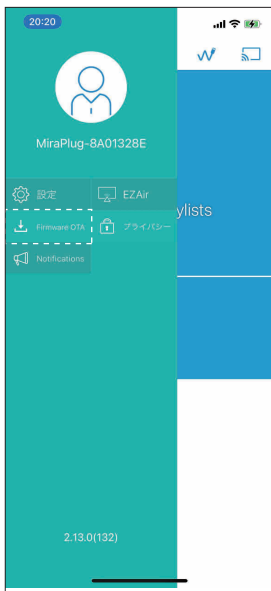 20:20
MiraPlug-8A01328E
設定
EZAir
ylists
Firmware OTA
プライバシー
Notifications
2.13.0(132)